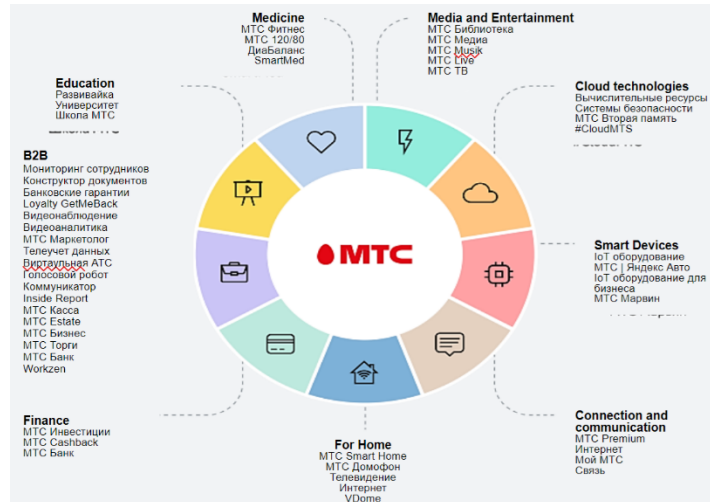 Medicine
МТС Фитнес
МТС 120/80
ДиаБаланс
SmartMed
Media and Entertainment
МТС Библиотека
МТС Медиа
МТС Musik
МТС Live
МТС ТВ
Education
Развивайка
Университет
Школа МТС
Cloud technologies
Вычислительные ресурсы
Системы безопасности
МТС Вторая память
#CloudMTS
B2B
Мониторинг сотрудников
Конструктор документов
Банковские гарантии
Loyalty GetMeBack
Видеонаблюдение
Видеоаналитика
МТС Маркетолог
Телеучет данных
Виртаульная АТС
Голосовой робот
Коммуникатор
Inside Report
МТС Касса
МТС Estate
МТС Бизнес
МТС Торги
МТС Банк
Workzen
МТС
Smart Devices
IoT оборудование
МТС | Яндекс Авто
IoT оборудование для
бизнеса
МТС Марвин
Finance
МТС Инвестиции
МТС Cashback
МТС Банк
For Home
МТС Smart Home
МТС Домофон
Телевидение
Интернет
VDome
Connection and
communication
МТС Premium
Интернет
Мой МТС
Связь